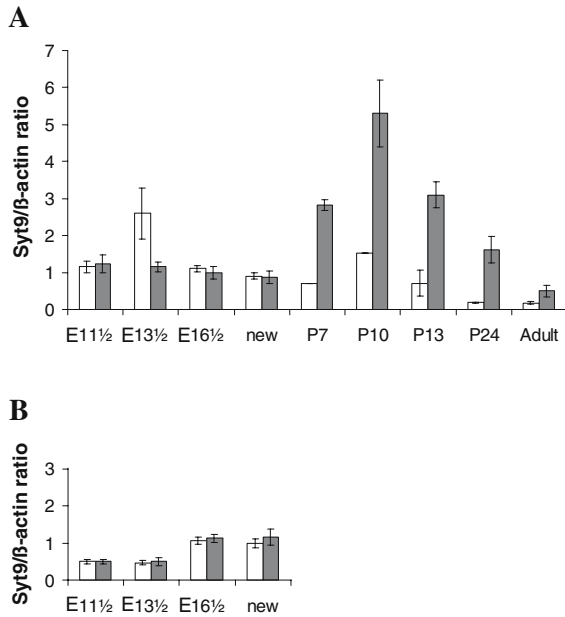 A
Syt9/ß-actin ratio
7
6
5
4
3
2
1
0
E11½ E13½ E16½ new P7 P10 P13 P24 Adult
B
Syt9/ß-actin ratio
3
2
1
0
E11½ E13½ E16½ new